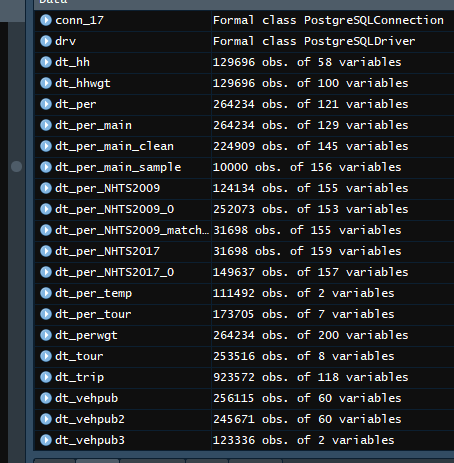 Data
conn_17 Formal class PostgreSQLConnection
drv Formal class PostgreSQLDriver
dt_hh 129696 obs. of 58 variables
dt_hhwgt 129696 obs. of 100 variables
dt_per 264234 obs. of 121 variables
dt_per_main 264234 obs. of 129 variables
dt_per_main_clean 224909 obs. of 145 variables
dt_per_main_sample 10000 obs. of 156 variables
dt_per_NHTS2009 124134 obs. of 155 variables
dt_per_NHTS2009_0 252073 obs. of 153 variables
dt_per_NHTS2009_match… 31698 obs. of 155 variables
dt_per_NHTS2017 31698 obs. of 159 variables
dt_per_NHTS2017_0 149637 obs. of 157 variables
dt_per_temp 111492 obs. of 2 variables
dt_per_tour 173705 obs. of 7 variables
dt_perwgt 264234 obs. of 200 variables
dt_tour 253516 obs. of 8 variables
dt_trip 923572 obs. of 118 variables
dt_vehpub 256115 obs. of 60 variables
dt_vehpub2 245671 obs. of 60 variables
dt_vehpub3 123336 obs. of 2 variables